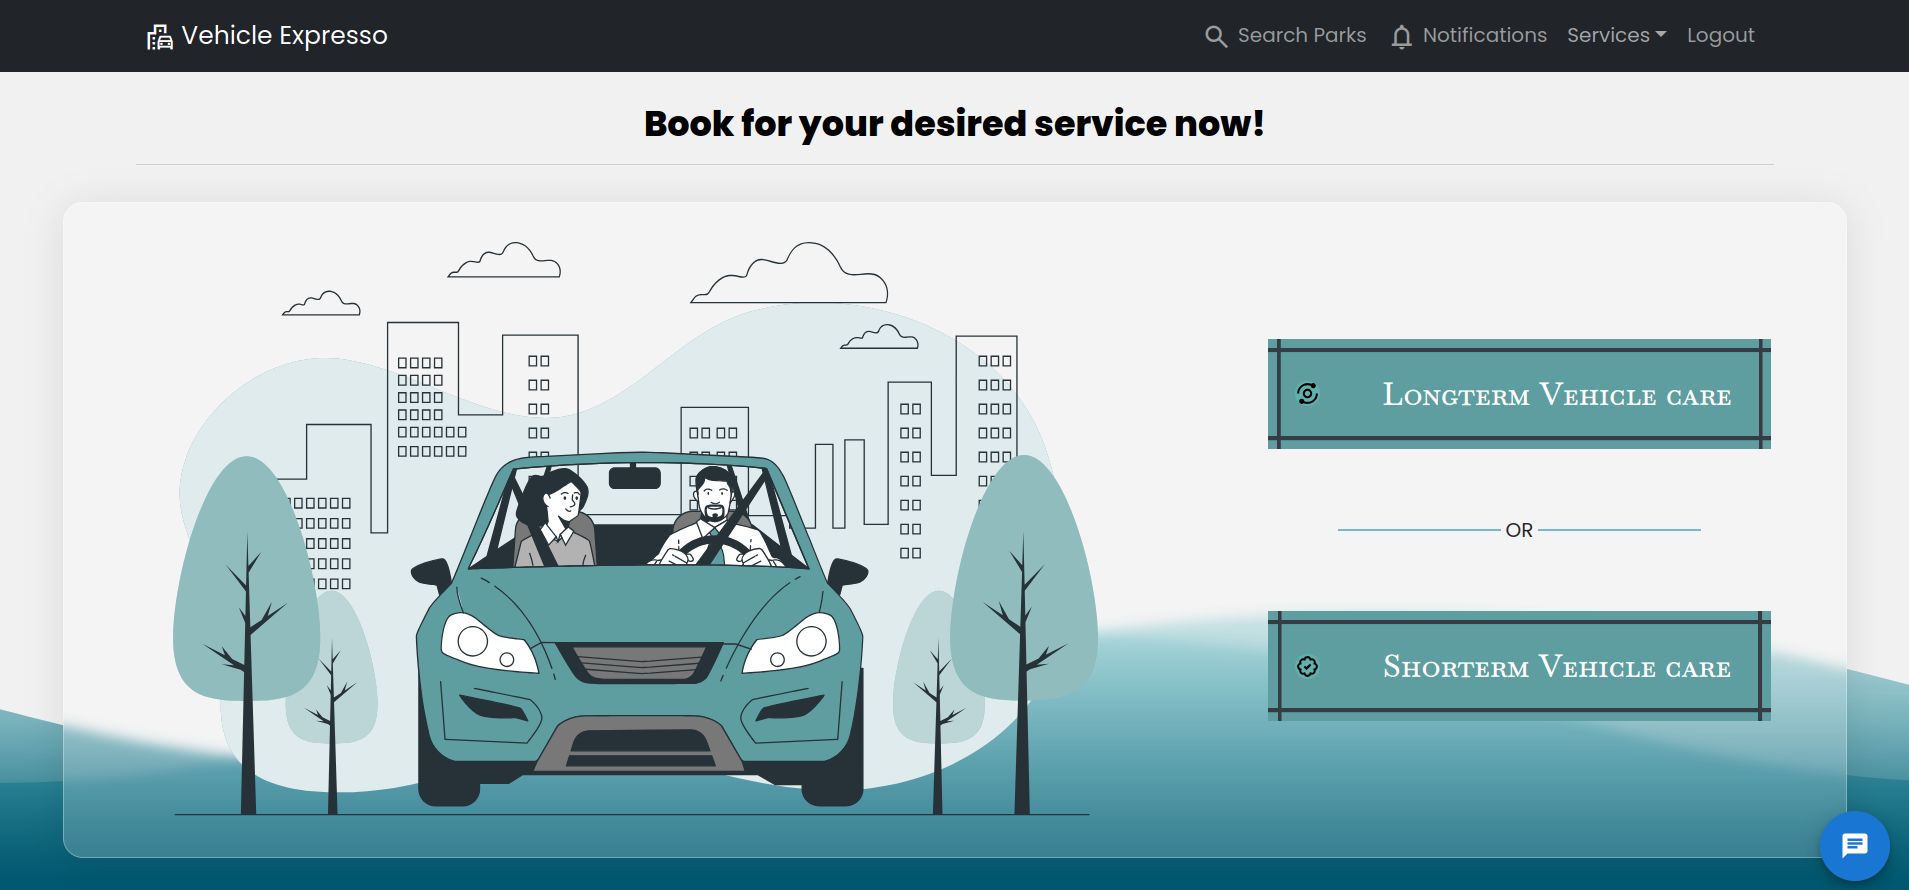 Vehicle Expresso
Search Parks
Notifications
Services
Logout
Book for your desired service now!
Longterm Vehicle care
OR
Shorterm Vehicle care